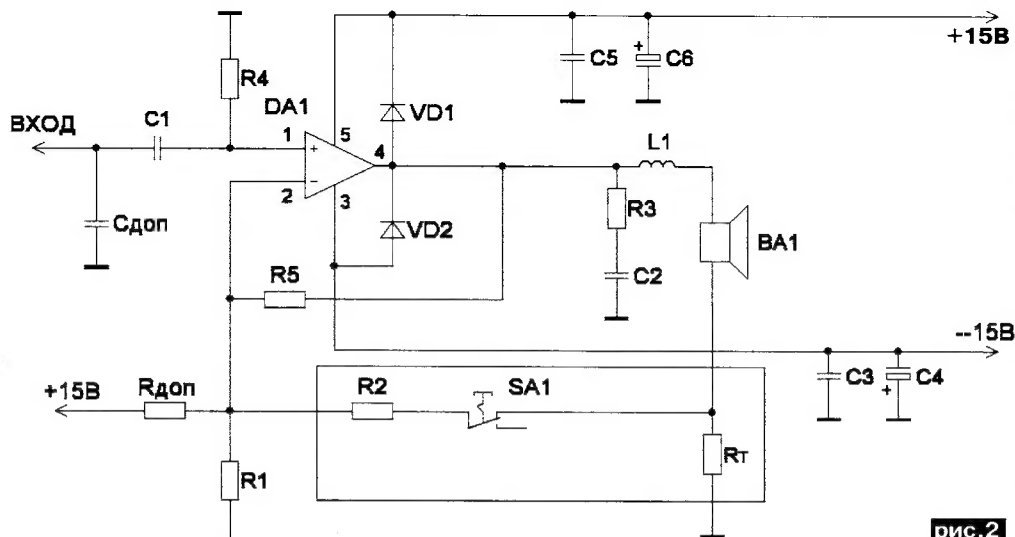 +15В
C5
+
C6
R4
DA1
VD1
ВХОД
C1
5
1
+
4
L1
2
−
3
R3
Cдоп
VD2
BA1
C2
R5
--15В
+15В
Rдоп
R2
SA1
C3
+
C4
R1
Rт
рис.2